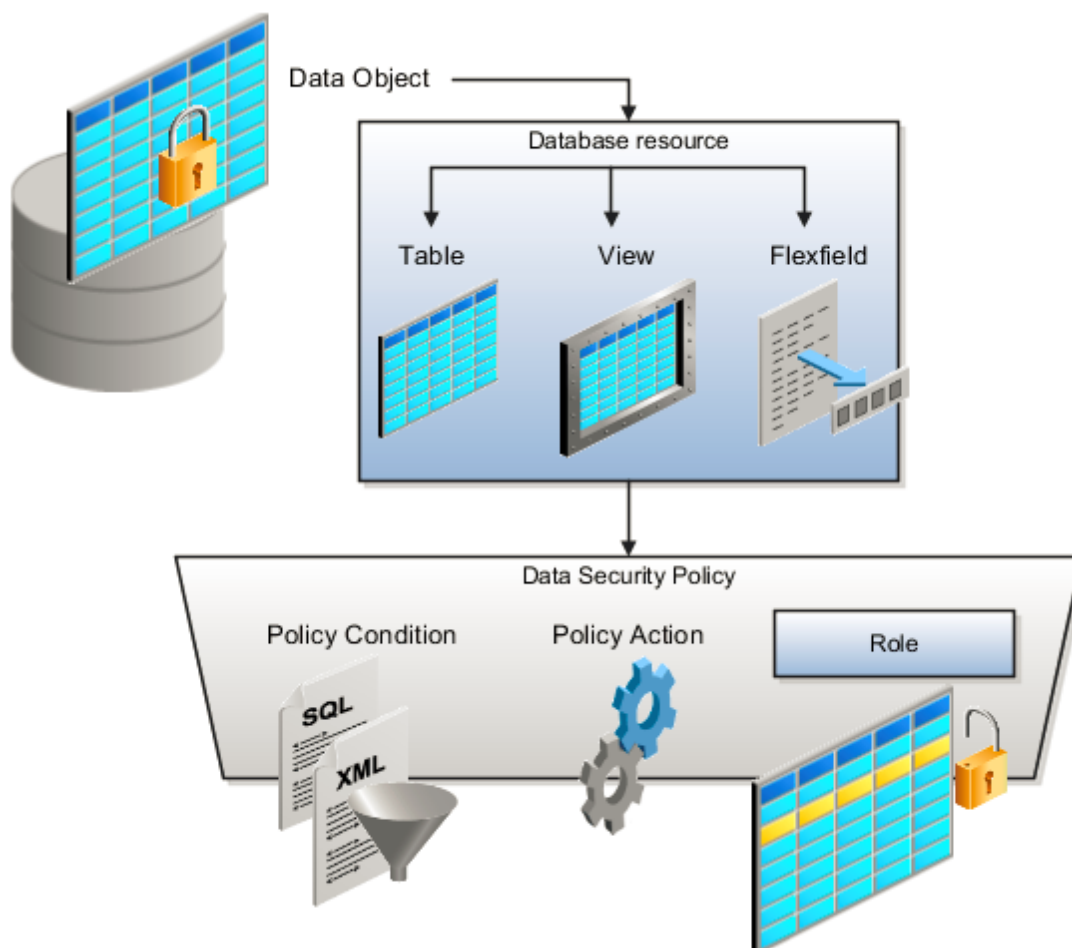 Data Object
Database resource
Table
View
Flexfield
Data Security Policy
Policy Condition
Policy Action
Role
SQL
XML